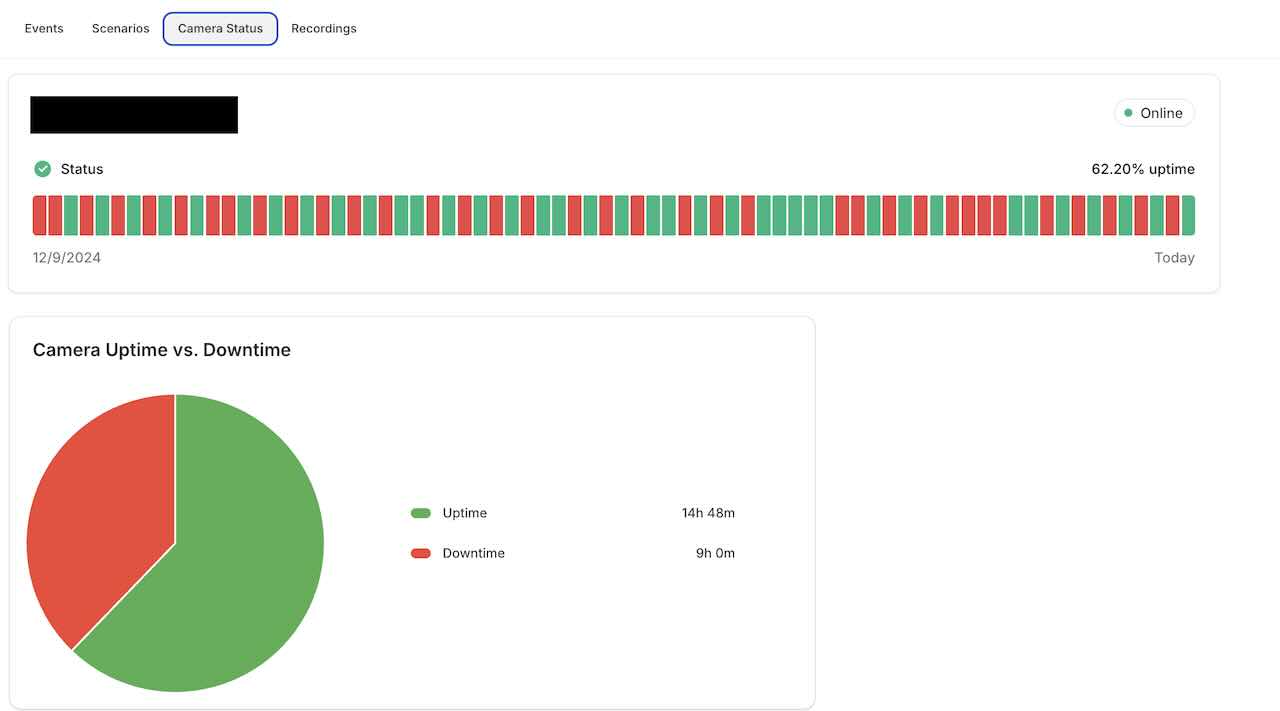 Events Scenarios Camera Status Recordings
Online
Status 62.20% uptime
12/9/2024 Today
Camera Uptime vs. Downtime
Uptime 14h 48m
Downtime 9h 0m